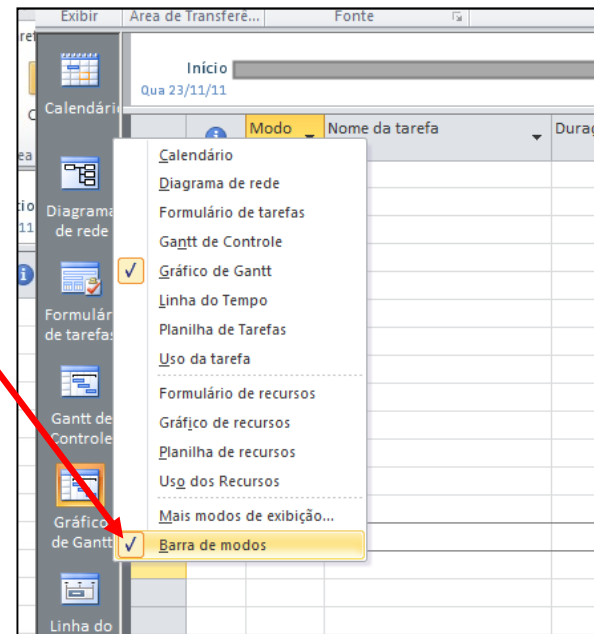 Exibir Área de Transferê... Fonte
Início
Qua 23/11/11
Calendári
Modo Nome da tarefa Duraç
Diagrama
de rede
Formulár
de tarefa
Gantt de
Controle
Gráfico
de Gantt
Linha do
Calendário
Diagrama de rede
Formulário de tarefas
Gantt de Controle
Gráfico de Gantt
Linha do Tempo
Planilha de Tarefas
Uso da tarefa
Formulário de recursos
Gráfico de recursos
Planilha de recursos
Uso dos Recursos
Mais modos de exibição...
Barra de modos